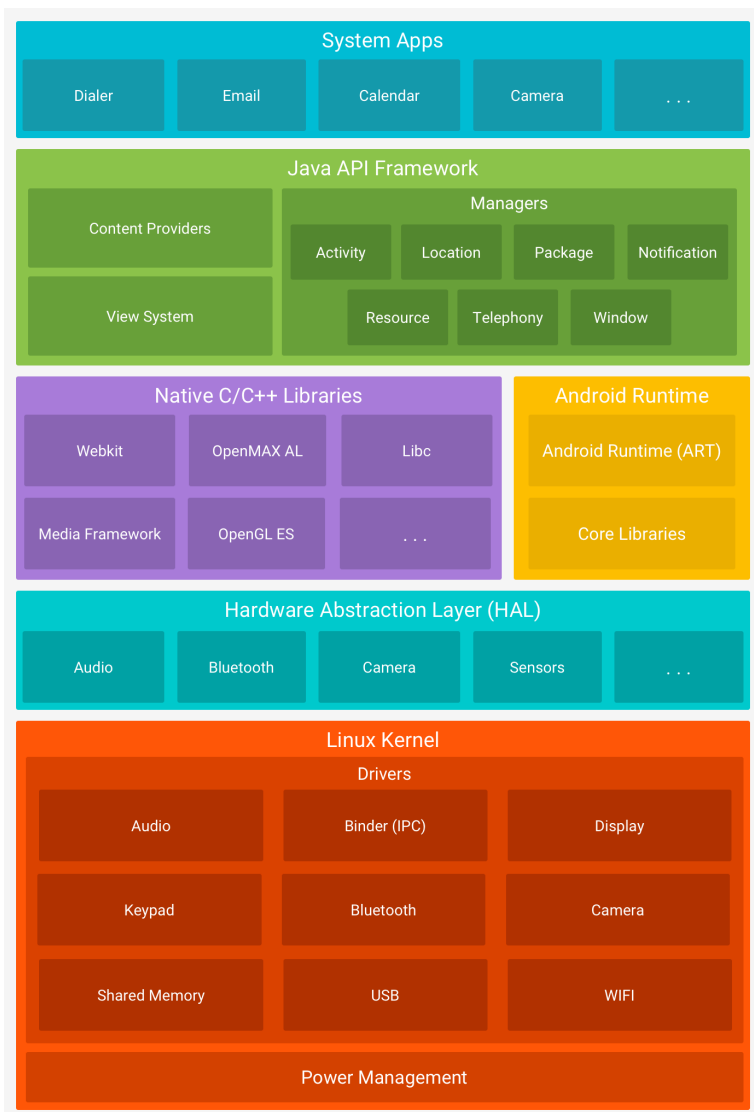 System Apps
Dialer
Email
Calendar
Camera
. . .
Java API Framework
Content Providers
View System
Managers
Activity
Location
Package
Notification
Resource
Telephony
Window
Native C/C++ Libraries
Webkit
OpenMAX AL
Libc
Media Framework
OpenGL ES
. . .
Android Runtime
Android Runtime (ART)
Core Libraries
Hardware Abstraction Layer (HAL)
Audio
Bluetooth
Camera
Sensors
. . .
Linux Kernel
Drivers
Audio
Binder (IPC)
Display
Keypad
Bluetooth
Camera
Shared Memory
USB
WIFI
Power Management